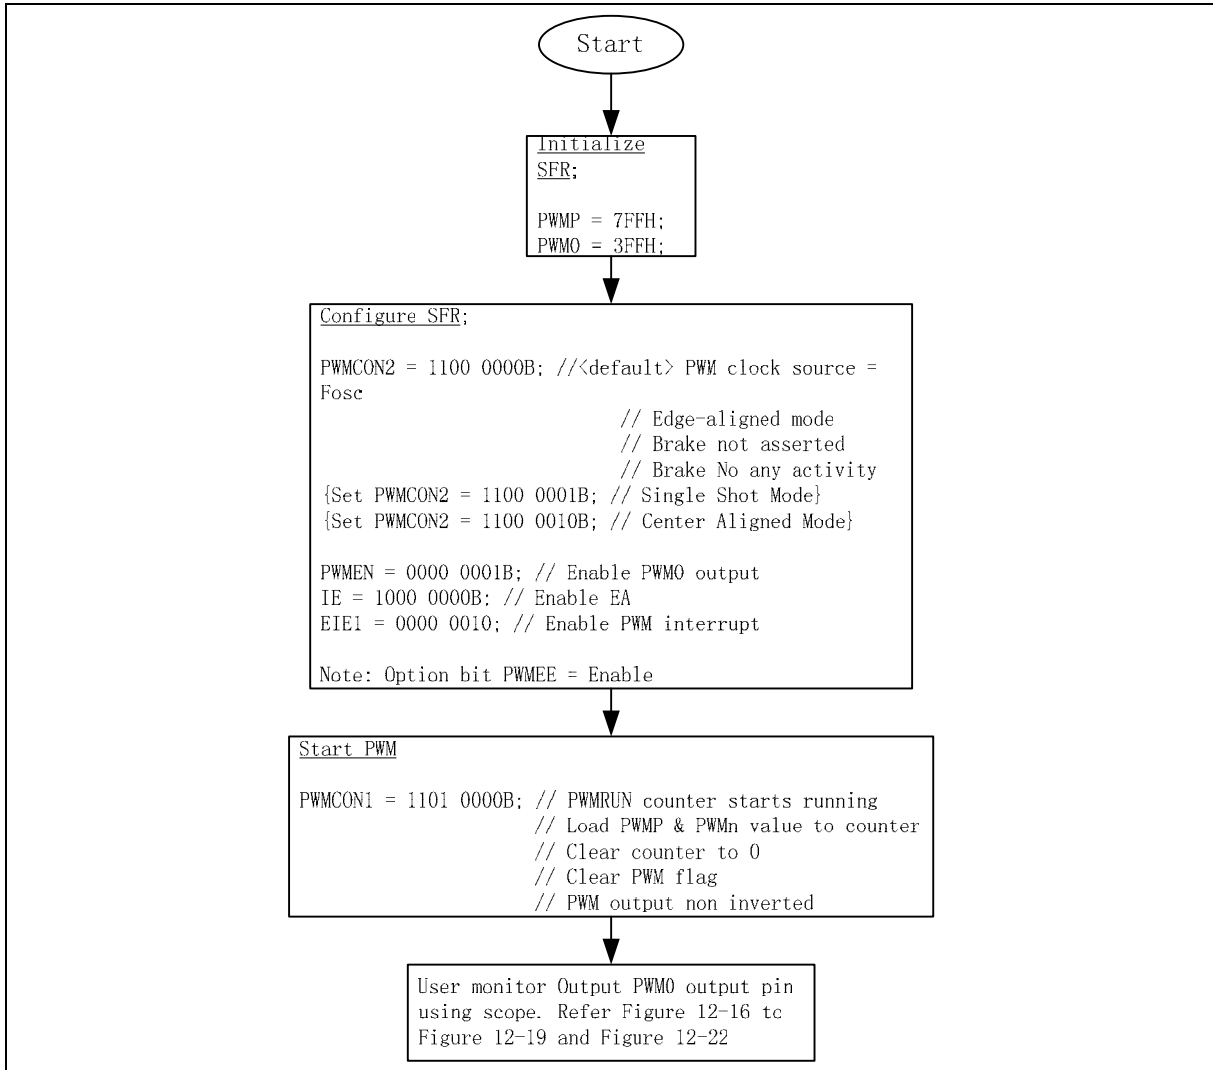 Start
Initialize
SFR;
PWMP = 7FFH;
PWM0 = 3FFH;
Configure SFR;
PWMCON2 = 1100 0000B; //<default> PWM clock source =
Fosc
// Edge-aligned mode
// Brake not asserted
// Brake No any activity
{Set PWMCON2 = 1100 0001B; // Single Shot Mode}
{Set PWMCON2 = 1100 0010B; // Center Aligned Mode}
PWMEN = 0000 0001B; // Enable PWM0 output
IE = 1000 0000B; // Enable EA
EIE1 = 0000 0010; // Enable PWM interrupt
Note: Option bit PWMEE = Enable
Start PWM
PWMCON1 = 1101 0000B; // PWMRUN counter starts running
// Load PWMP & PWMn value to counter
// Clear counter to 0
// Clear PWM flag
// PWM output non inverted
User monitor Output PWM0 output pin
using scope. Refer Figure 12-16 to
Figure 12-19 and Figure 12-22